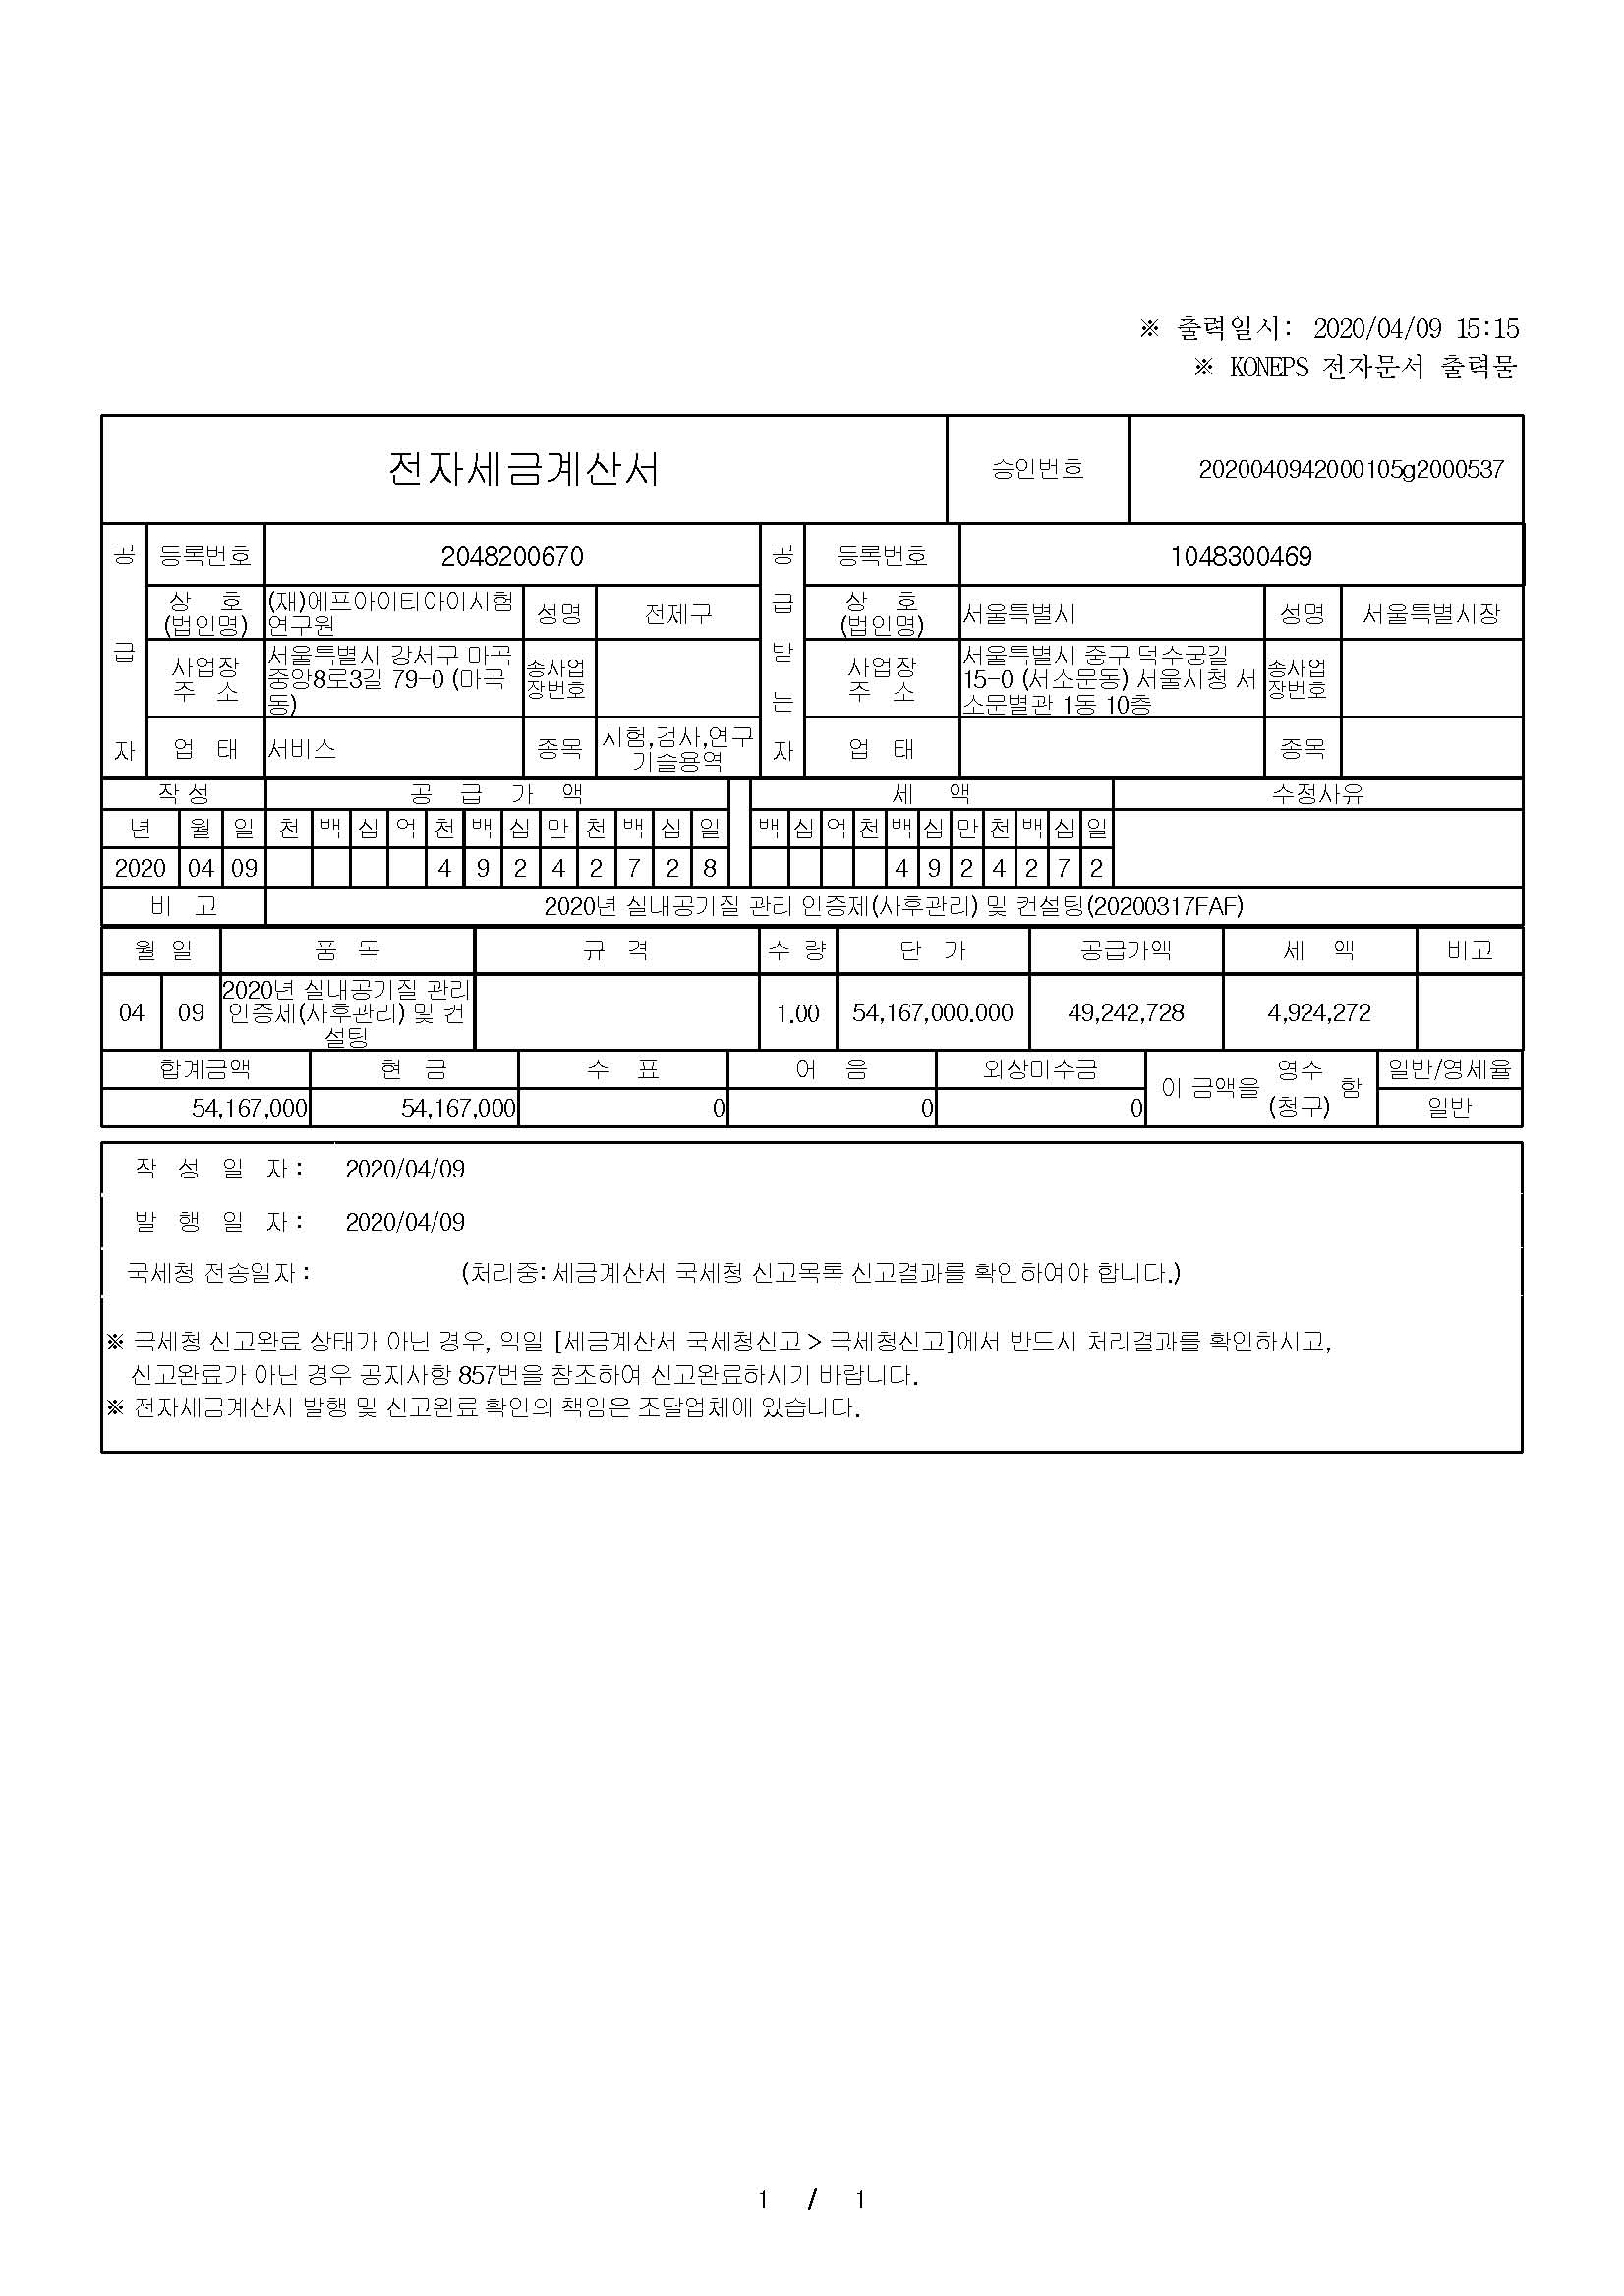 ※ 출력일시: 2020/04/09 15:15
※ KONEPS 전자문서 출력물
전자세금계산서 승인번호 2020040942000105g2000537
공급자 등록번호 2048200670 공급받는자 등록번호 1048300469
상 호 (법인명) (재)에프아이티아이시험연구원 성명 전제구 상 호 (법인명) 서울특별시 성명 서울특별시장
사업장 주 소 서울특별시 강서구 마곡중앙8로3길 79-0 (마곡동) 종사업장번호 사업장 주 소 서울특별시 중구 덕수궁길 15-0 (서소문동) 서울시청 서소문별관 1동 10층 종사업장번호
업 태 서비스 종목 시험,검사,연구기술용역 업 태 종목
작 성 공 급 가 액 세 액 수정사유
년 월 일 천 백 십 억 천 백 십 만 천 백 십 일 백 십 억 천 백 십 만 천 백 십 일
2020 04 09 4 9 2 4 2 7 2 8 4 9 2 4 2 7 2
비 고 2020년 실내공기질 관리 인증제(사후관리) 및 컨설팅(20200317FAF)
월 일 품 목 규 격 수 량 단 가 공급가액 세 액 비고
04 09 2020년 실내공기질 관리 인증제(사후관리) 및 컨설팅 1.00 54,167,000.000 49,242,728 4,924,272
합계금액 현 금 수 표 어 음 외상미수금 이 금액을 영수 (청구) 함 일반/영세율
54,167,000 54,167,000 0 0 0 일반
작 성 일 자 : 2020/04/09
발 행 일 자 : 2020/04/09
국세청 전송일자 : (처리중: 세금계산서 국세청 신고목록 신고결과를 확인하여야 합니다.)
※ 국세청 신고완료 상태가 아닌 경우, 익일 [세금계산서 국세청신고 > 국세청신고]에서 반드시 처리결과를 확인하시고,
신고완료가 아닌 경우 공지사항 857번을 참조하여 신고완료하시기 바랍니다.
※ 전자세금계산서 발행 및 신고완료 확인의 책임은 조달업체에 있습니다.
1 / 1